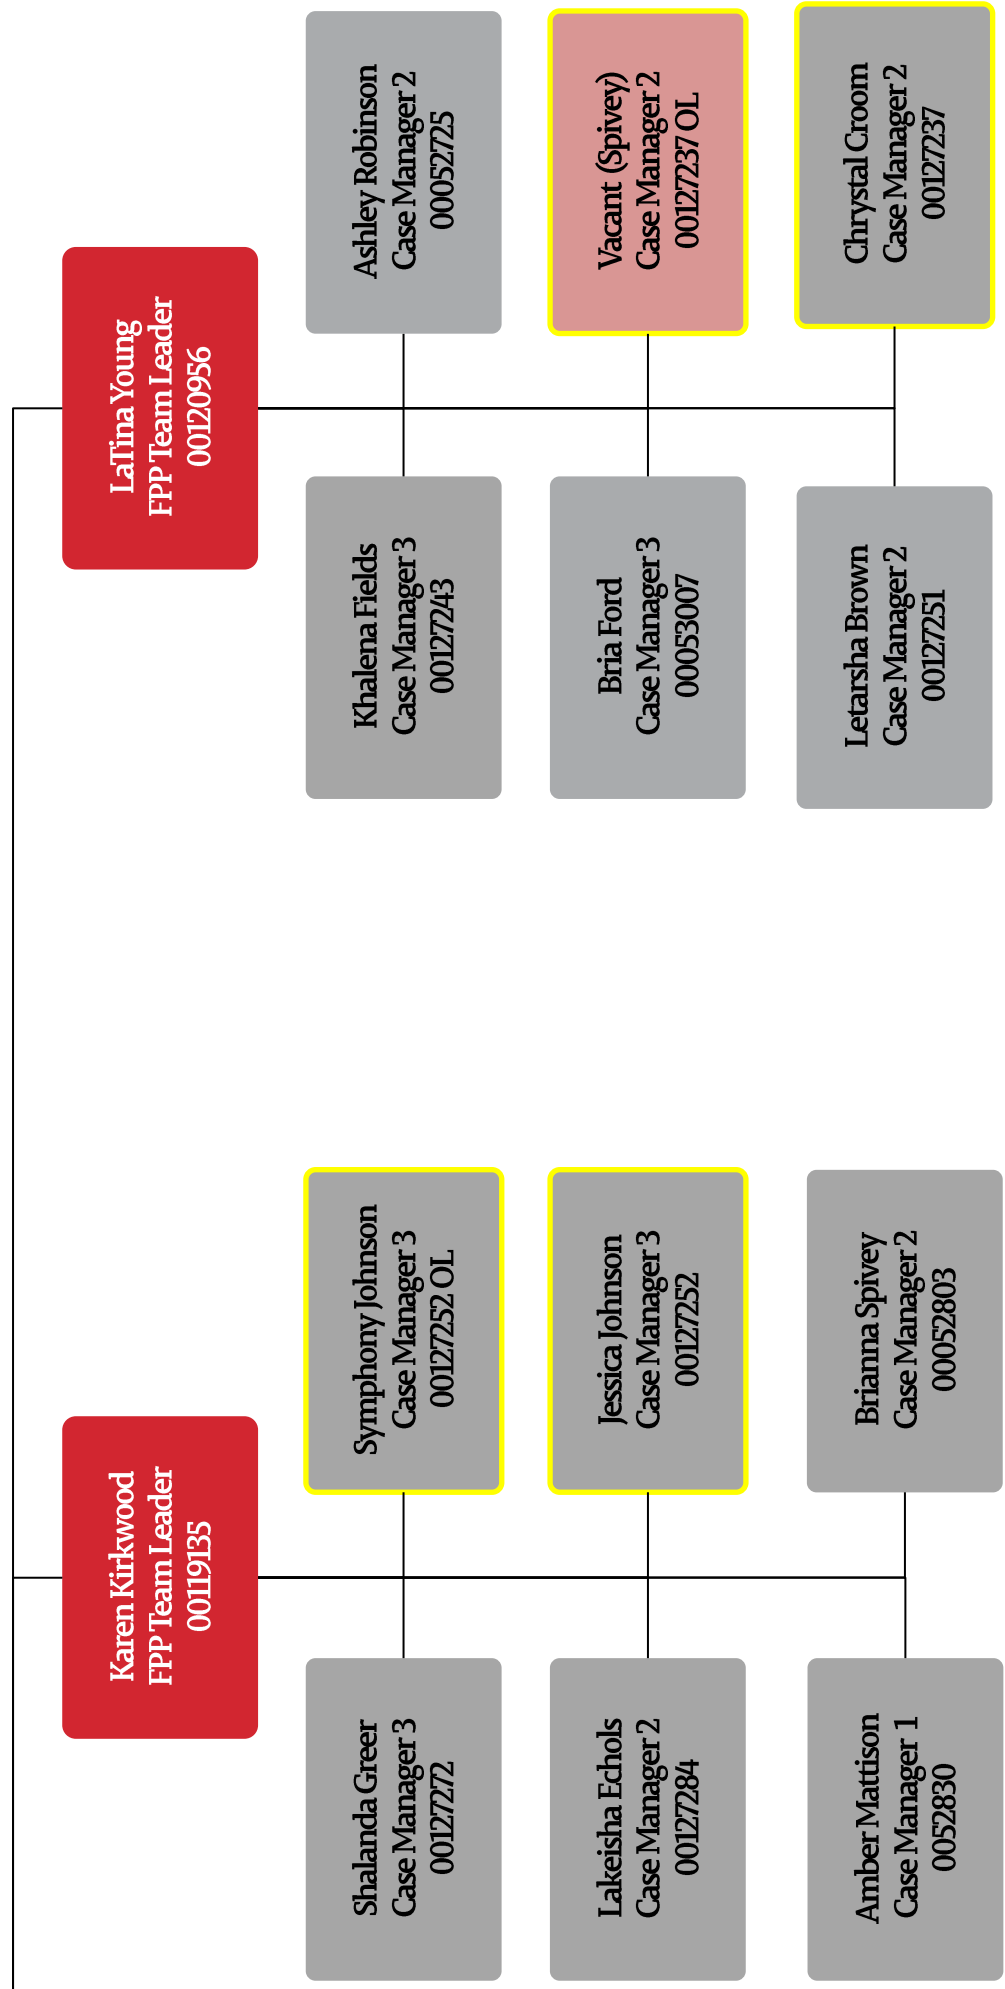 Karen Kirkwood
FPP Team Leader
00119135
Shalanda Greer
Case Manager 3
00127272
Symphony Johnson
Case Manager 3
00127252 OL
Lakeisha Echols
Case Manager 2
00127284
Jessica Johnson
Case Manager 3
00127252
Amber Mattison
Case Manager 1
0052830
Brianna Spivey
Case Manager 2
00052803
LaTina Young
FPP Team Leader
00120956
Khalena Fields
Case Manager 3
00127243
Ashley Robinson
Case Manager 2
00052725
Bria Ford
Case Manager 3
00053007
Vacant (Spivey)
Case Manager 2
00127237 OL
Letarsha Brown
Case Manager 2
00127251
Chrystal Croom
Case Manager 2
00127237